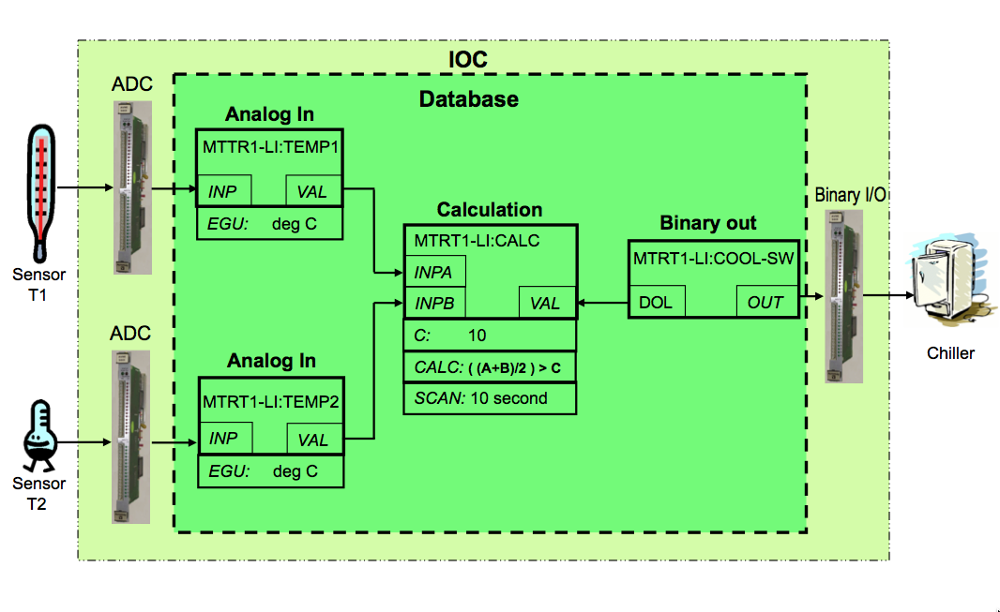 IOC
Database
ADC
Analog In
MTTR1-LI:TEMP1
INP
VAL
EGU: deg C
Sensor
T1
Calculation
MTRT1-LI:CALC
INPA
INPB
VAL
C: 10
CALC: ( (A+B)/2 ) > C
SCAN: 10 second
Binary out
MTRT1-LI:COOL-SW
DOL
OUT
Binary I/O
Chiller
ADC
Analog In
MTRT1-LI:TEMP2
INP
VAL
EGU: deg C
Sensor
T2